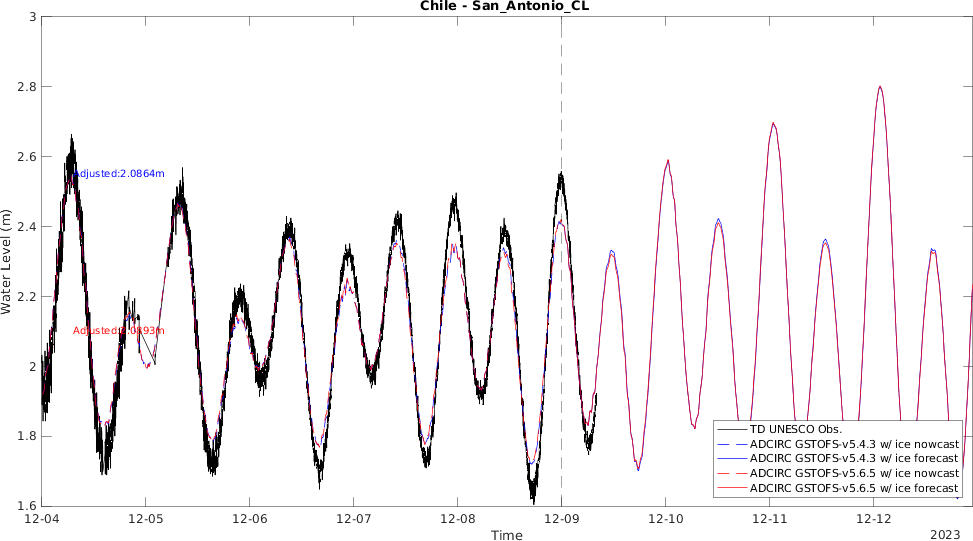 Chile - San_Antonio_CL
3
2.8
2.6
2.4
2.2
2
1.8
1.6
Water Level (m)
Adjusted:2.0864m
Adjusted:2.0893m
TD UNESCO Obs.
ADCIRC GSTOFS-v5.4.3 w/ ice nowcast
ADCIRC GSTOFS-v5.4.3 w/ ice forecast
ADCIRC GSTOFS-v5.6.5 w/ ice nowcast
ADCIRC GSTOFS-v5.6.5 w/ ice forecast
12-04 12-05 12-06 12-07 12-08 12-09 12-10 12-11 12-12
Time
2023